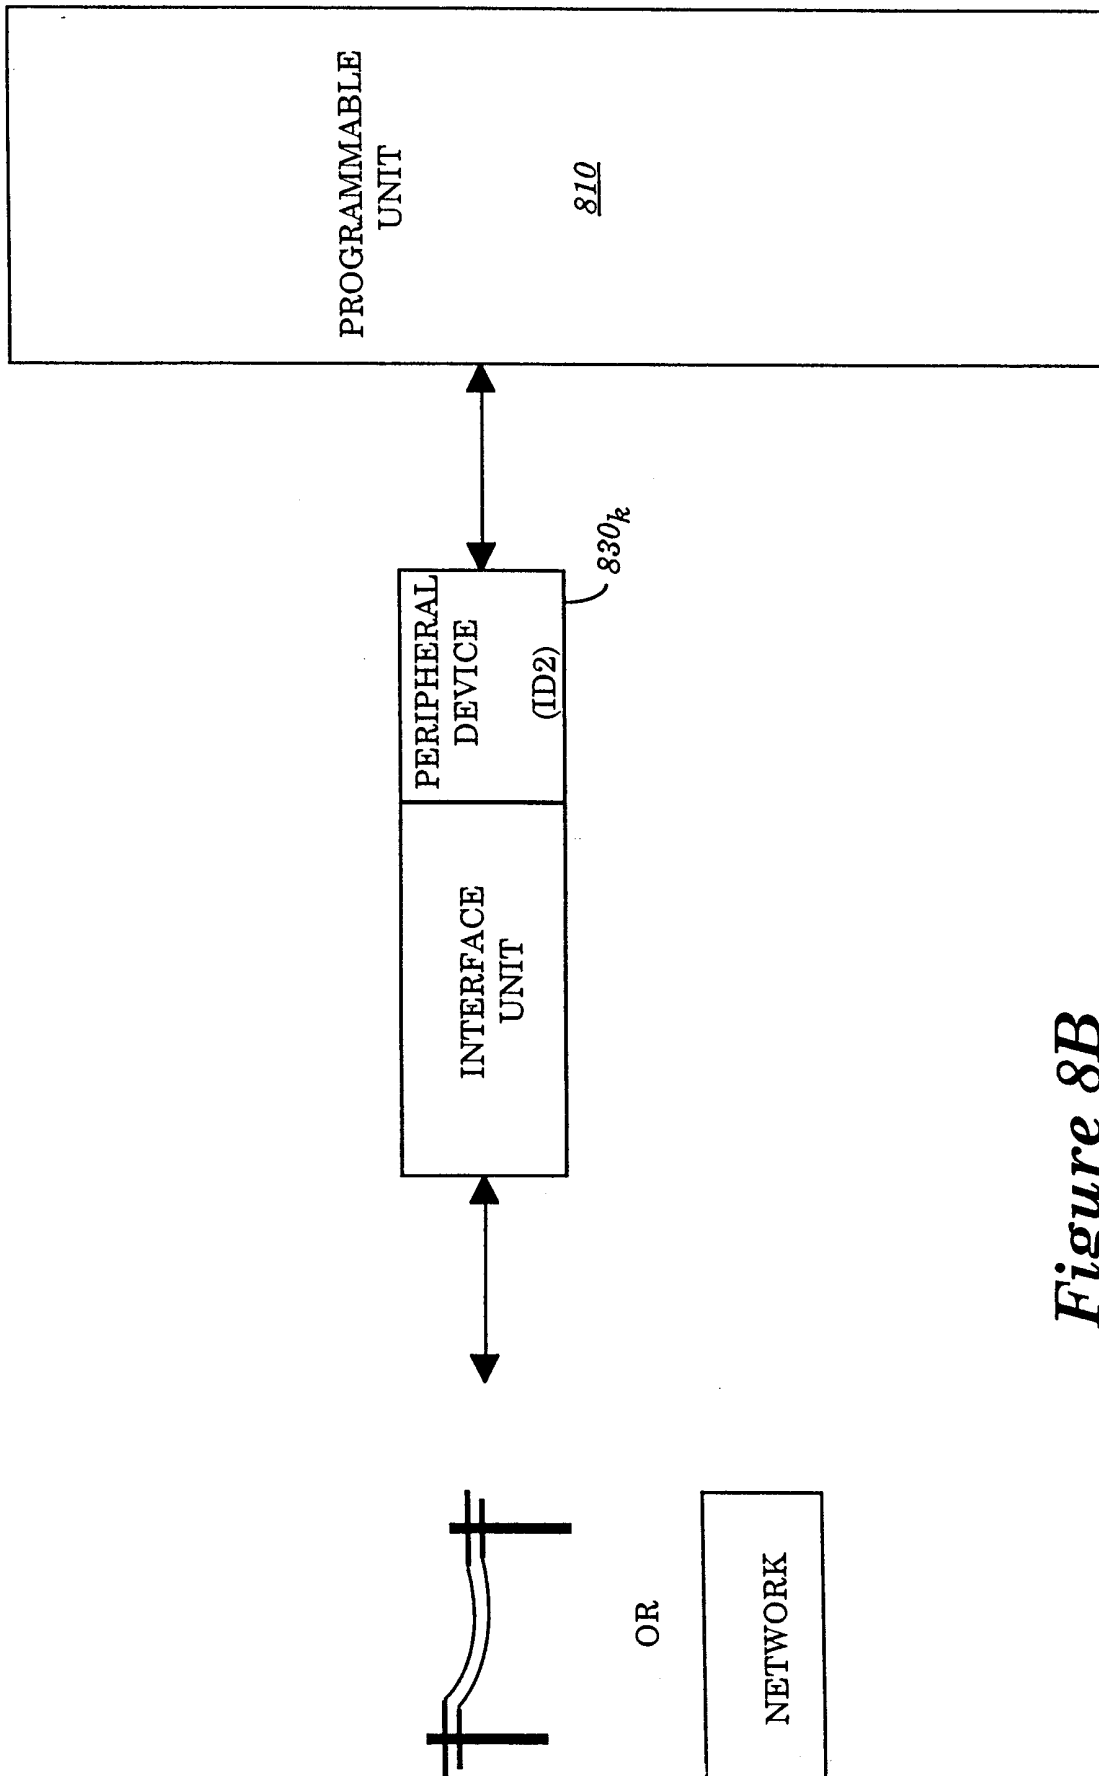 PROGRAMMABLE
UNIT
810
PERIPHERAL
DEVICE
(ID2)
830k
INTERFACE
UNIT
OR
NETWORK
Figure 8B